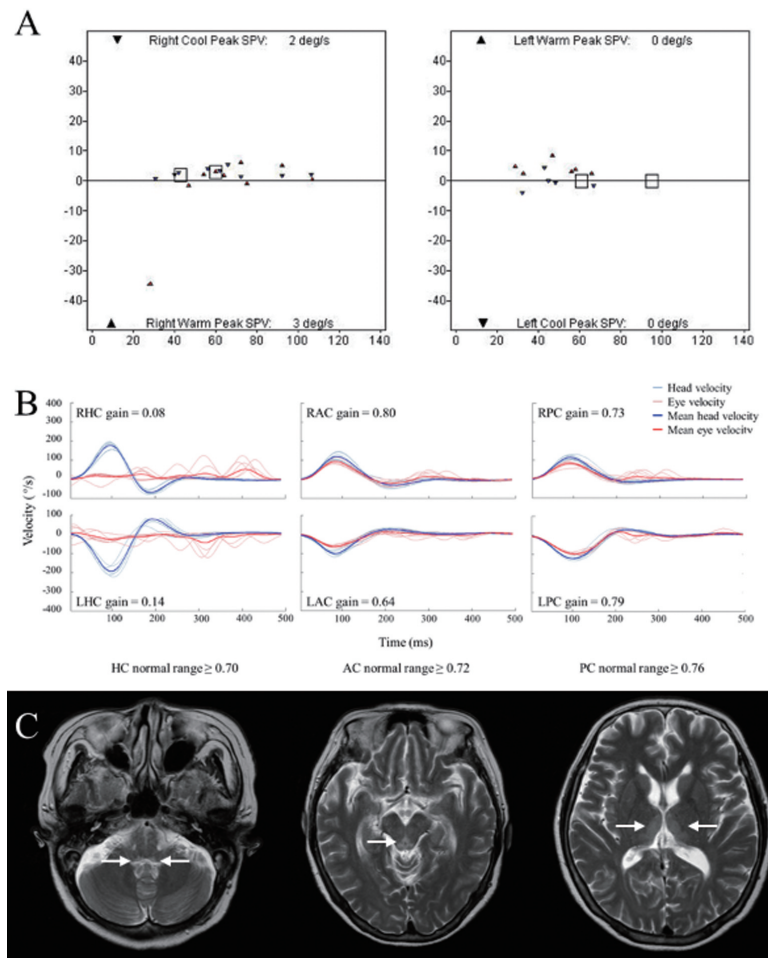 A
Right Cool Peak SPV: 2 deg/s
Left Warm Peak SPV: 0 deg/s
40
30
20
10
0
-10
-20
-30
-40
40
30
20
10
0
-10
-20
-30
-40
Right Warm Peak SPV: 3 deg/s
Left Cool Peak SPV: 0 deg/s
0 20 40 60 80 100 120 140
0 20 40 60 80 100 120 140
B
Head velocity
Eye velocity
Mean head velocity
Mean eye velocity
RHC gain = 0.08
RAC gain = 0.80
RPC gain = 0.73
400
300
200
100
0
-100
Velocity (°/s)
100
0
-100
-200
-300
-400
LHC gain = 0.14
LAC gain = 0.64
LPC gain = 0.79
0 100 200 300 400 500
100 200 300 400 500
100 200 300 400 500
Time (ms)
HC normal range ≥ 0.70
AC normal range ≥ 0.72
PC normal range ≥ 0.76
C